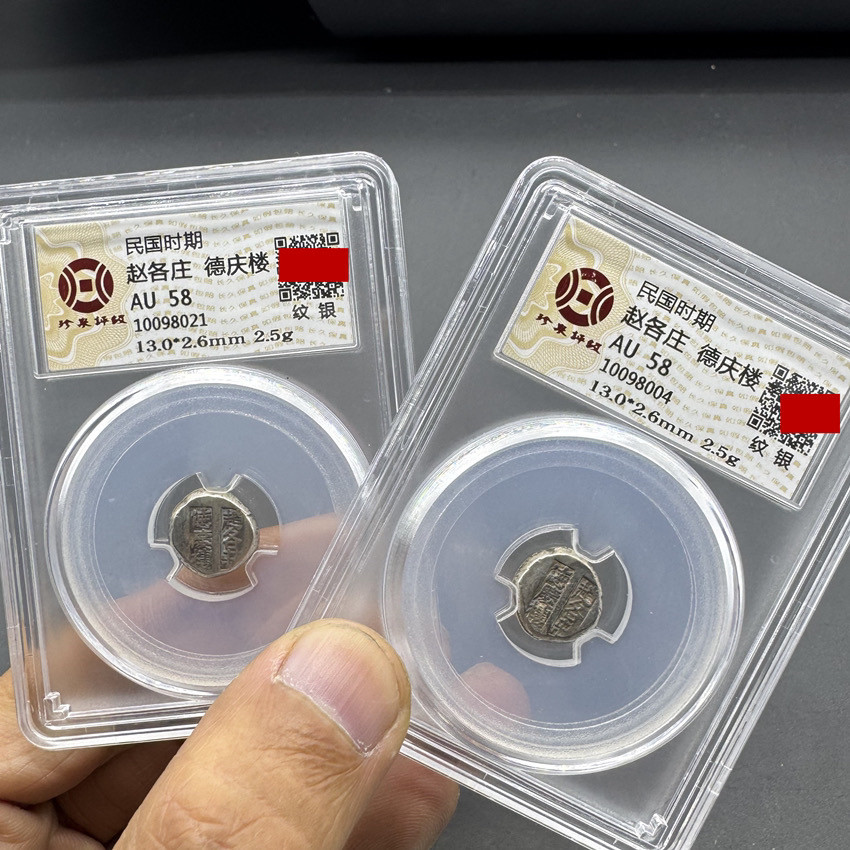 民国时期
赵各庄 德庆楼
AU 58
10098021
13.0*2.6mm 2.5g
纹银
珍泉评级
民国时期
赵各庄 德庆楼
AU 58
10098004
13.0*2.6mm 2.5g
纹银
珍泉评级